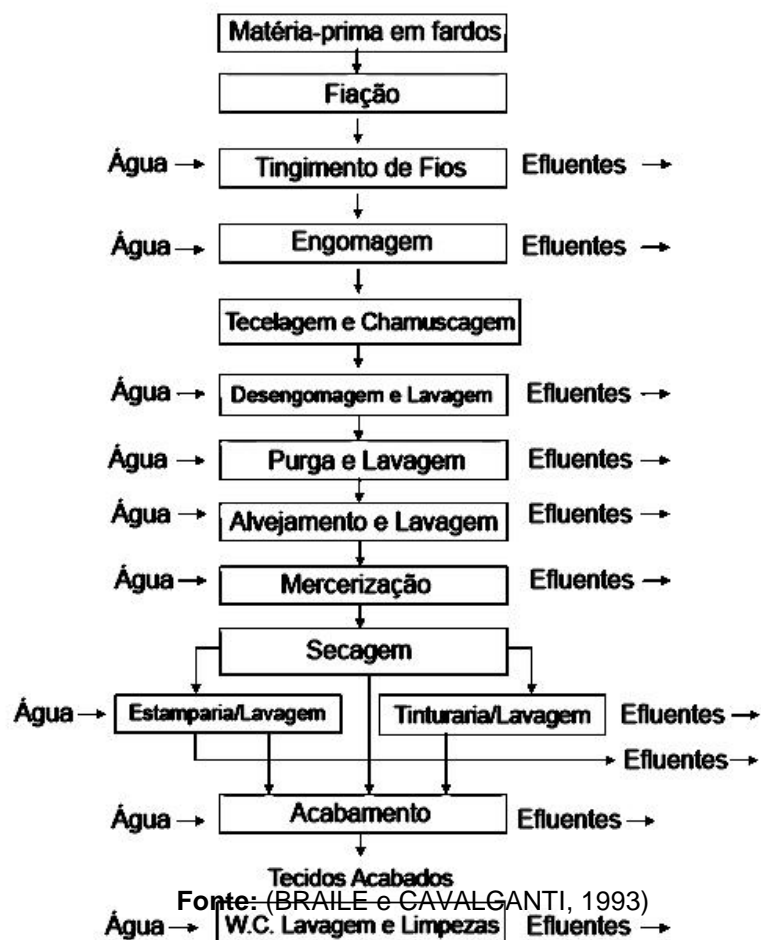 Matéria-prima em fardos
Fiação
Água Tingimento de Fios Efluentes
Água Engomagem Efluentes
Tecelagem e Chamuscagem
Água Desengomagem e Lavagem Efluentes
Água Purga e Lavagem Efluentes
Água Alvejamento e Lavagem Efluentes
Água Mercerização Efluentes
Secagem
Água Estamparia/Lavagem Tinturaria/Lavagem Efluentes
Efluentes
Água Acabamento Efluentes
Tecidos Acabados
Fonte: (BRAILE e CAVALGANTI, 1993)
Água W.C. Lavagem e Limpezas Efluentes